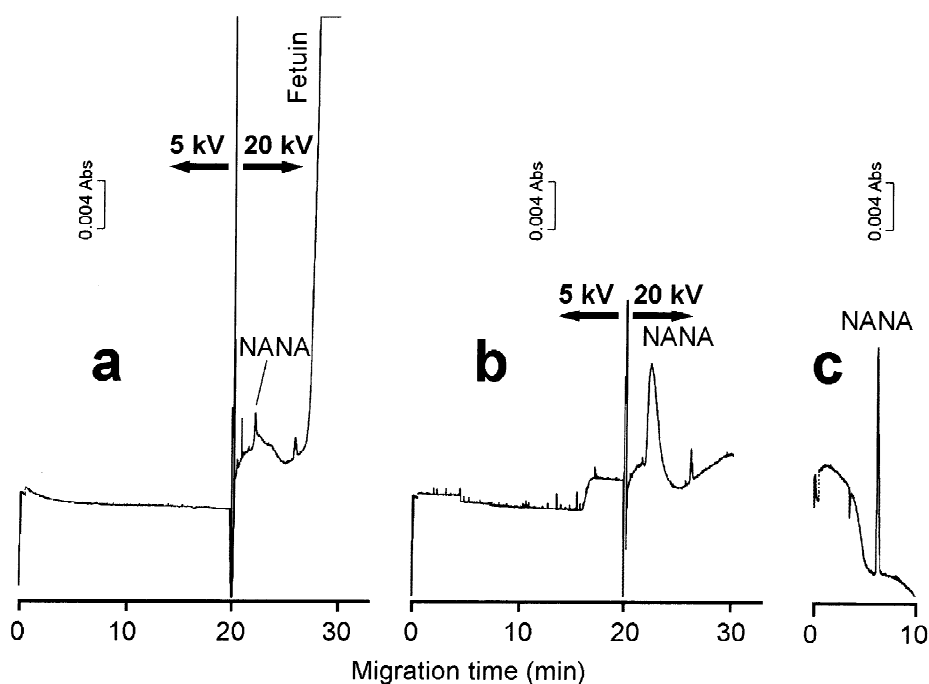 Fetuin
5 kV 20 kV
0.004 Abs
NANA
a
0 10 20 30
0.004 Abs
5 kV 20 kV
NANA
b
0 10 20 30
0.004 Abs
NANA
c
0 10
Migration time (min)